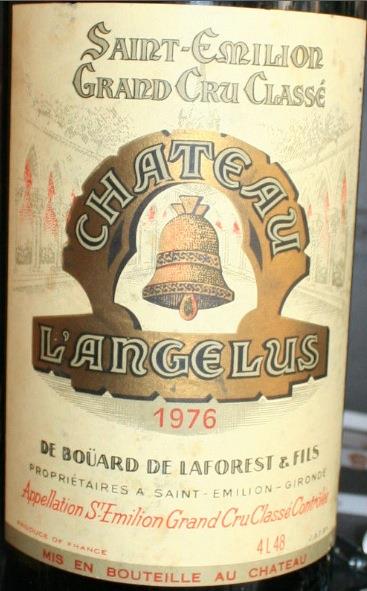 SAINT-EMILION
GRAND CRU CLASSÉ
CHATEAU
L'ANGELUS
1976
DE BOÜARD DE LAFOREST & FILS
PROPRIÉTAIRES A SAINT-EMILION-GIRONDE
Appellation St Emilion Grand Cru Classé Contrôlée
PRODUCE OF FRANCE
4L48
MIS EN BOUTEILLE AU CHATEAU